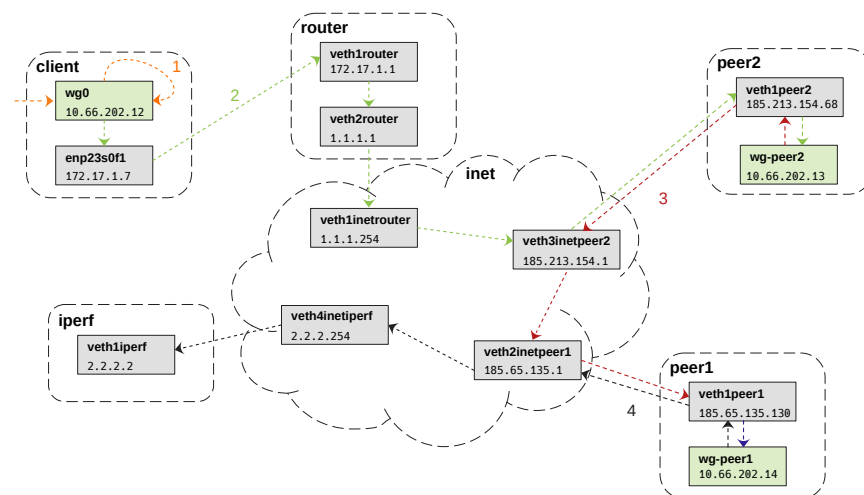 client
wg0
10.66.202.12
1
enp23s0f1
172.17.1.7
2
router
veth1router
172.17.1.1
veth2router
1.1.1.1
inet
veth1inetrouter
1.1.1.254
veth3inetpeer2
185.213.154.1
veth4inetiperf
2.2.2.254
veth2inetpeer1
185.65.135.1
peer2
veth1peer2
185.213.154.68
wg-peer2
10.66.202.13
3
iperf
veth1iperf
2.2.2.2
4
peer1
veth1peer1
185.65.135.130
wg-peer1
10.66.202.14